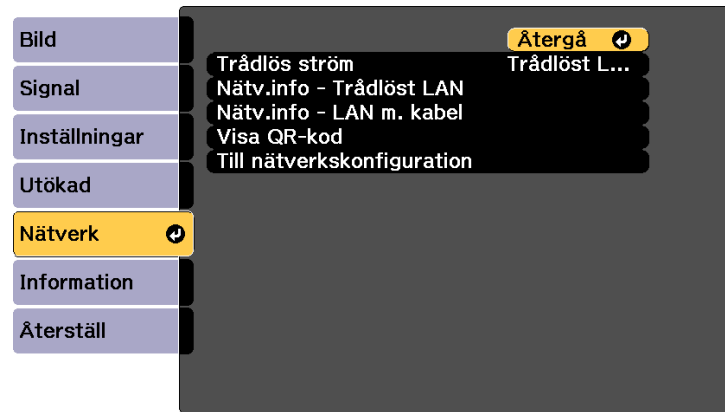 Bild
Signal
Inställningar
Utökad
Nätverk
Information
Återställ
Återgå
Trådlös ström Trådlöst L...
Nätv.info - Trådlöst LAN
Nätv.info - LAN m. kabel
Visa QR-kod
Till nätverkskonfiguration